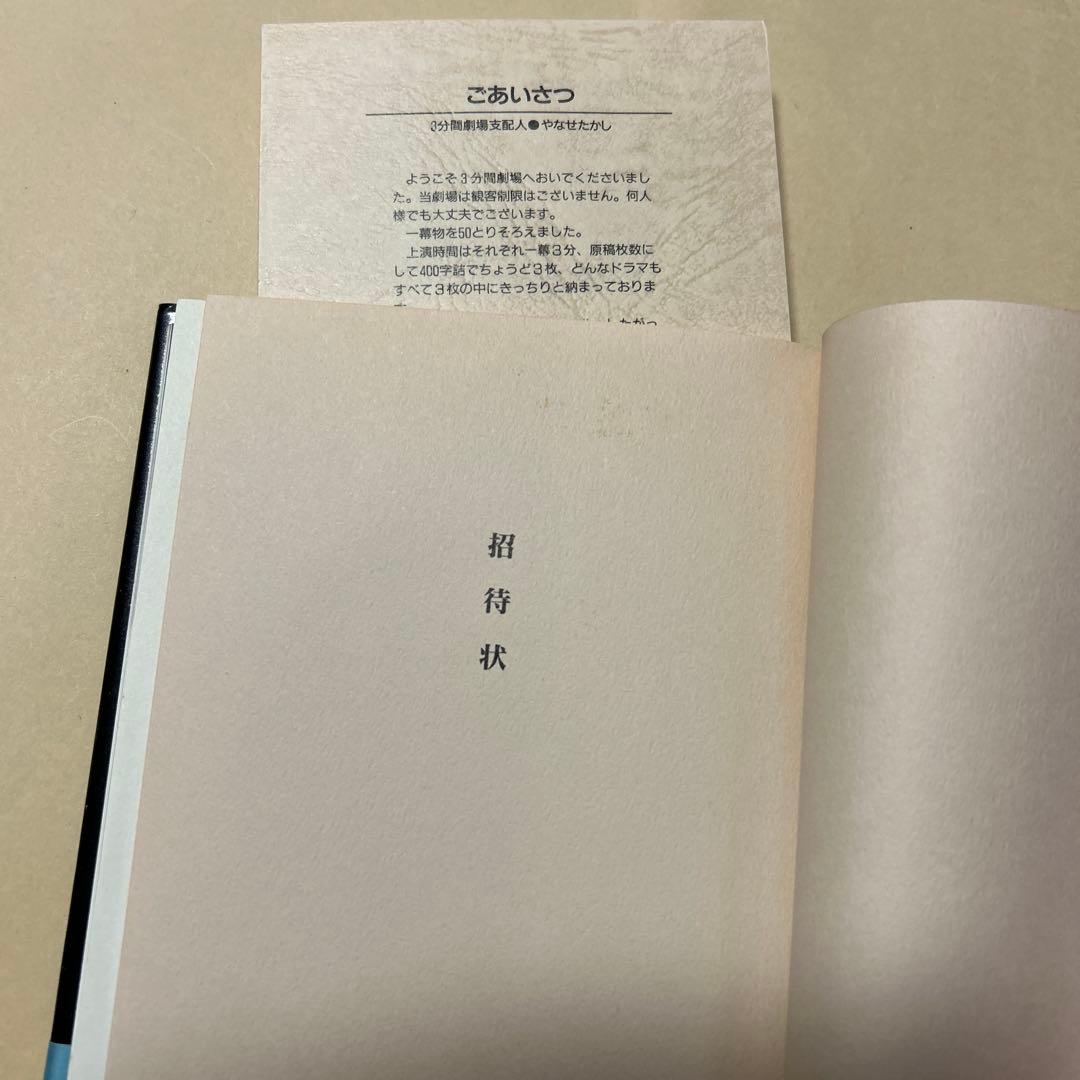 ごあいさつ
3分間劇場支配人●やなせたかし
ようこそ3分間劇場へおいでくださいまし
た。当劇場は観客制限はございません。何人
様でも大丈夫でございます。
一幕物を50とりそろえました。
上演時間はそれぞれ一幕3分、原稿枚数に
して400字詰でちょうど3枚、どんなドラマも
すべて3枚の中にきっちりと納まっておりま
したがっ
招待状